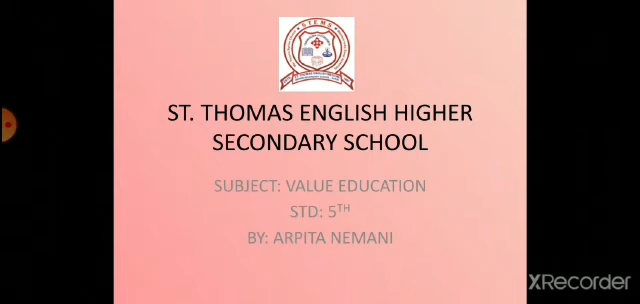 S.T.E.M.S
ST. THOMAS ENGLISH HIGHER
SECONDARY SCHOOL
SUBJECT: VALUE EDUCATION
STD: 5TH
BY: ARPITA NEMANI
XRecorder